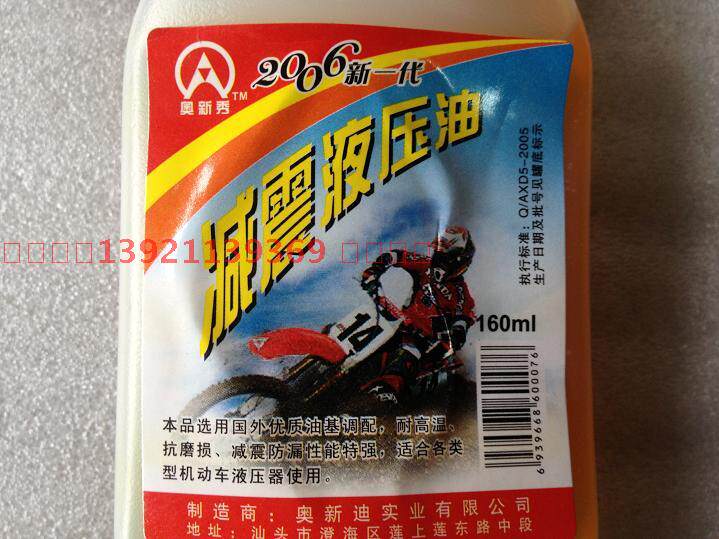 奥新秀 TM
2006新一代
减震液压油
执行标准：Q/AXD5-2005
生产日期及批号见罐底标示
13921139369
14
160ml
6939668600076
本品选用国外优质油基调配，耐高温、
抗磨损、减震防漏性能特强，适合各类
型机动车液压器使用。
制造商：奥新迪实业有限公司
地址：汕头市澄海区莲上莲东路中段